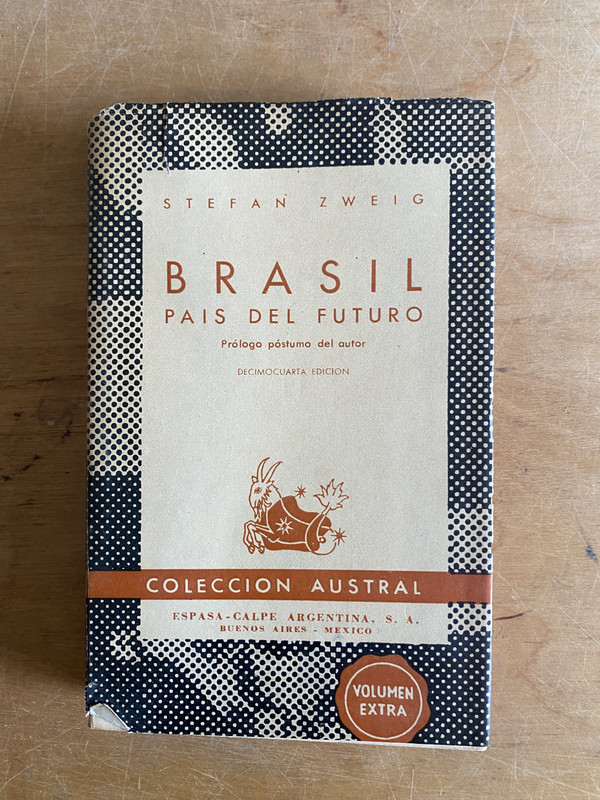 STEFAN ZWEIG
BRASIL
PAIS DEL FUTURO
Prólogo póstumo del autor
DECIMOCUARTA EDICION
COLECCION AUSTRAL
ESPASA-CALPE ARGENTINA, S. A.
BUENOS AIRES - MEXICO
VOLUMEN
EXTRA